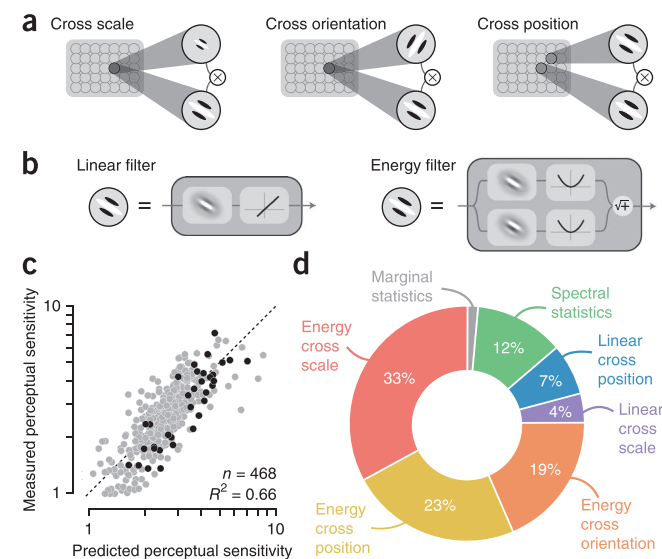 a
Cross scale
Cross orientation
Cross position
b
Linear filter
=
Energy filter
=
√+
c
Measured perceptual sensitivity
10
1
n = 468
R² = 0.66
1
10
Predicted perceptual sensitivity
d
Marginal
statistics
Spectral
statistics
12%
Linear
cross
position
7%
Linear
cross
scale
4%
Energy
cross
orientation
19%
Energy
cross
position
23%
Energy
cross
scale
33%